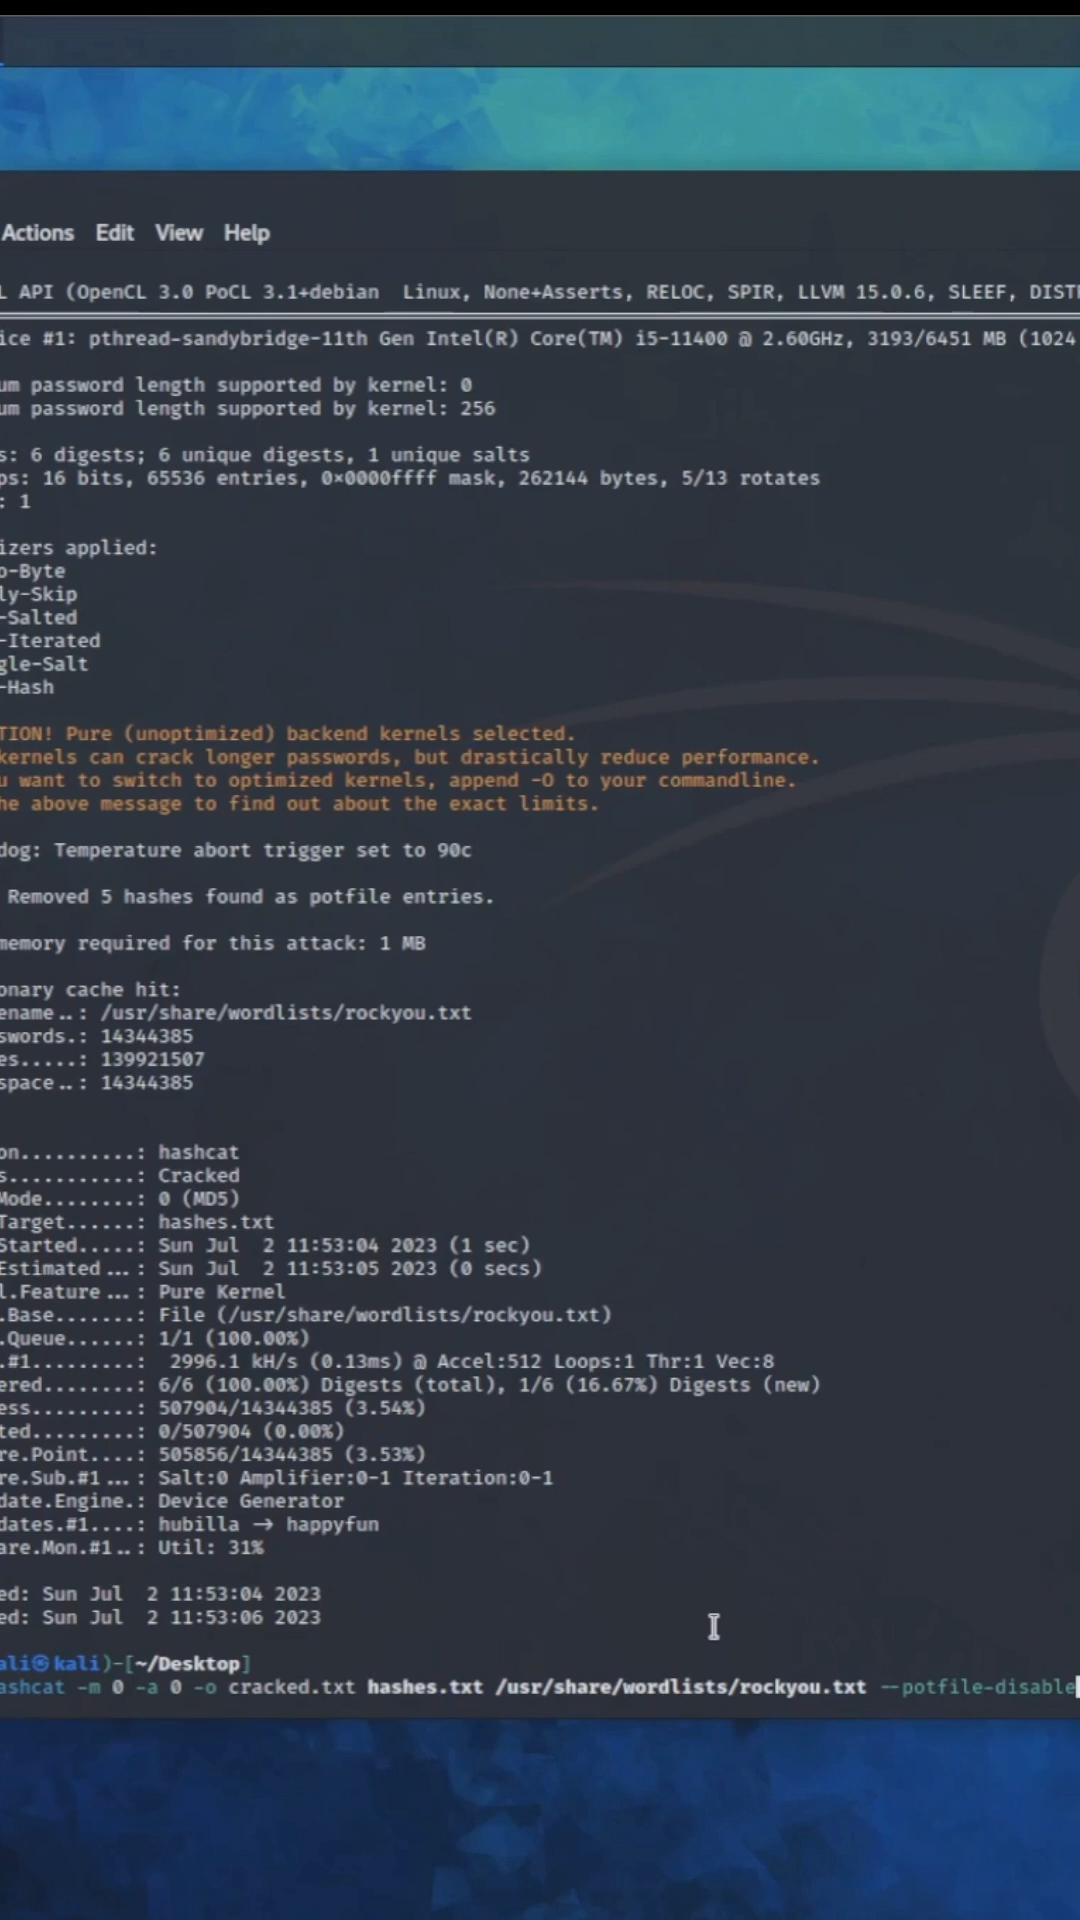 Actions Edit View Help
L API (OpenCL 3.0 PoCL 3.1+debian Linux, None+Asserts, RELOC, SPIR, LLVM 15.0.6, SLEEF, DIST
ice #1: pthread-sandybridge-11th Gen Intel(R) Core(TM) i5-11400 @ 2.60GHz, 3193/6451 MB (1024
um password length supported by kernel: 0
um password length supported by kernel: 256
s: 6 digests; 6 unique digests, 1 unique salts
ps: 16 bits, 65536 entries, 0x0000ffff mask, 262144 bytes, 5/13 rotates
: 1
izers applied:
o-Byte
ly-Skip
-Salted
-Iterated
gle-Salt
-Hash
TION! Pure (unoptimized) backend kernels selected.
kernels can crack longer passwords, but drastically reduce performance.
u want to switch to optimized kernels, append -O to your commandline.
he above message to find out about the exact limits.
dog: Temperature abort trigger set to 90c
Removed 5 hashes found as potfile entries.
memory required for this attack: 1 MB
onary cache hit:
ename..: /usr/share/wordlists/rockyou.txt
swords.: 14344385
es.....: 139921507
space..: 14344385
on..........: hashcat
s...........: Cracked
Mode........: 0 (MD5)
Target......: hashes.txt
Started.....: Sun Jul  2 11:53:04 2023 (1 sec)
Estimated...: Sun Jul  2 11:53:05 2023 (0 secs)
l.Feature...: Pure Kernel
.Base.......: File (/usr/share/wordlists/rockyou.txt)
.Queue......: 1/1 (100.00%)
.#1.........:  2996.1 kH/s (0.13ms) @ Accel:512 Loops:1 Thr:1 Vec:8
ered........: 6/6 (100.00%) Digests (total), 1/6 (16.67%) Digests (new)
ess.........: 507904/14344385 (3.54%)
ted.........: 0/507904 (0.00%)
re.Point....: 505856/14344385 (3.53%)
re.Sub.#1...: Salt:0 Amplifier:0-1 Iteration:0-1
date.Engine.: Device Generator
dates.#1....: hubilla -> happyfun
are.Mon.#1..: Util: 31%
ed: Sun Jul  2 11:53:04 2023
ed: Sun Jul  2 11:53:06 2023
ali㉿kali)-[~/Desktop]
ashcat -m 0 -a 0 -o cracked.txt hashes.txt /usr/share/wordlists/rockyou.txt --potfile-disable